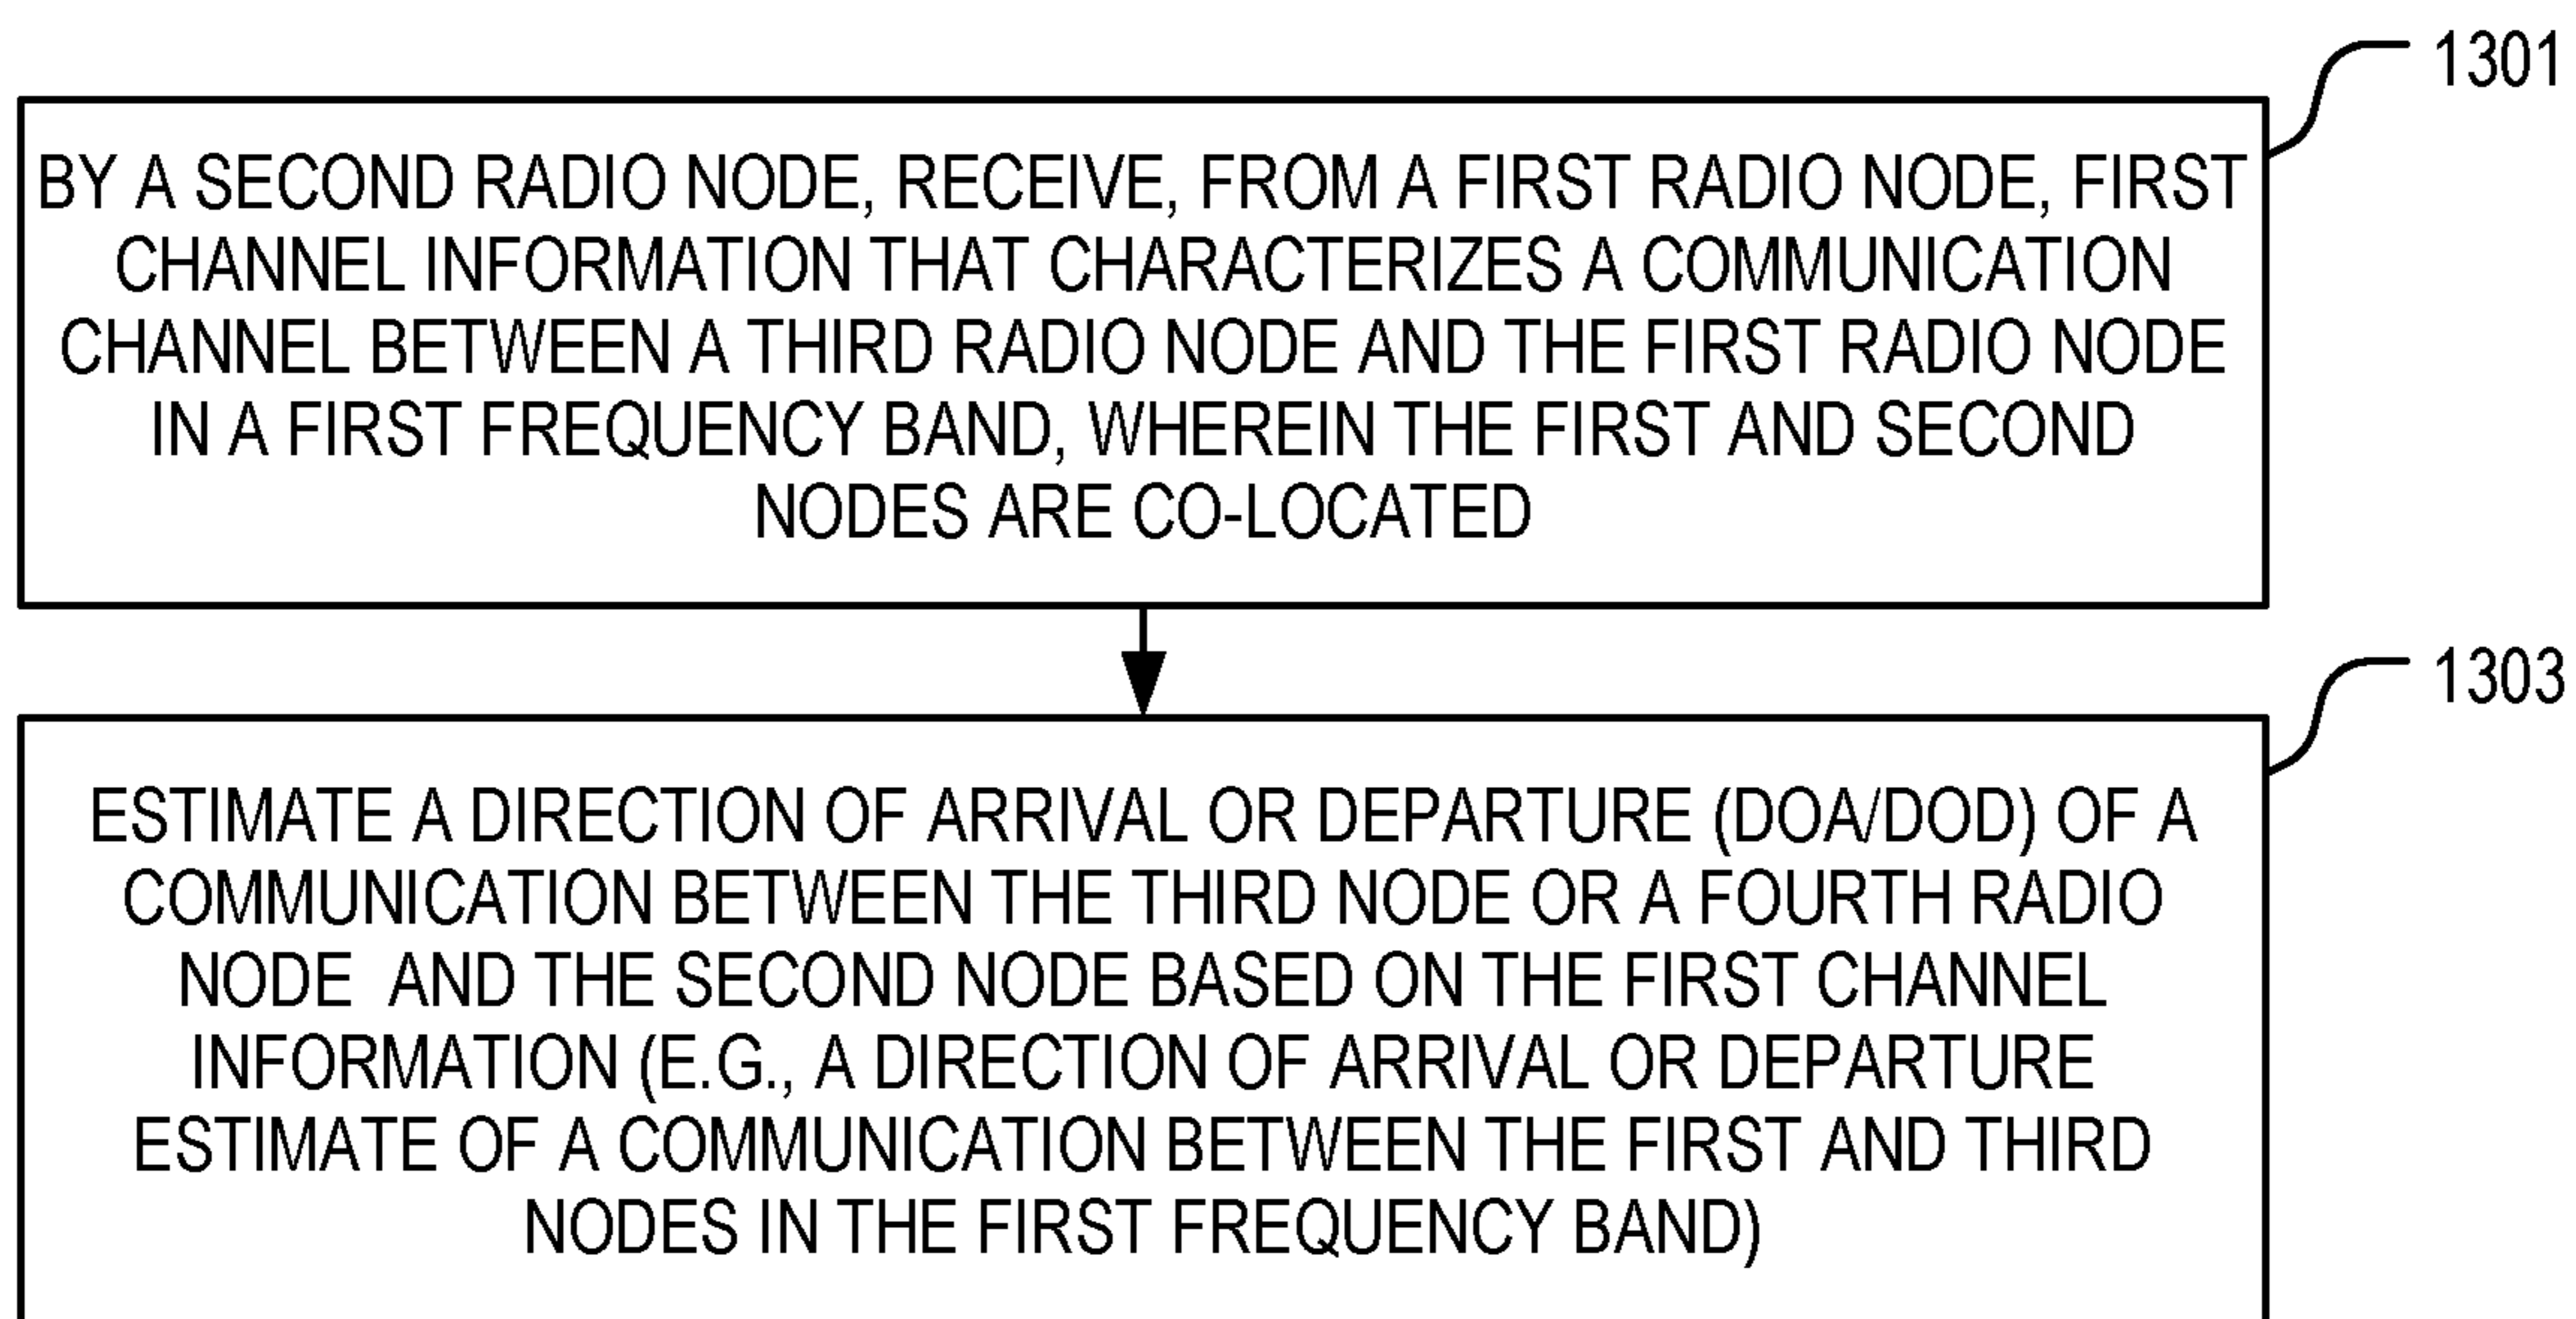 1301
BY A SECOND RADIO NODE, RECEIVE, FROM A FIRST RADIO NODE, FIRST
CHANNEL INFORMATION THAT CHARACTERIZES A COMMUNICATION
CHANNEL BETWEEN A THIRD RADIO NODE AND THE FIRST RADIO NODE
IN A FIRST FREQUENCY BAND, WHEREIN THE FIRST AND SECOND
NODES ARE CO-LOCATED
1303
ESTIMATE A DIRECTION OF ARRIVAL OR DEPARTURE (DOA/DOD) OF A
COMMUNICATION BETWEEN THE THIRD NODE OR A FOURTH RADIO
NODE AND THE SECOND NODE BASED ON THE FIRST CHANNEL
INFORMATION (E.G., A DIRECTION OF ARRIVAL OR DEPARTURE
ESTIMATE OF A COMMUNICATION BETWEEN THE FIRST AND THIRD
NODES IN THE FIRST FREQUENCY BAND)